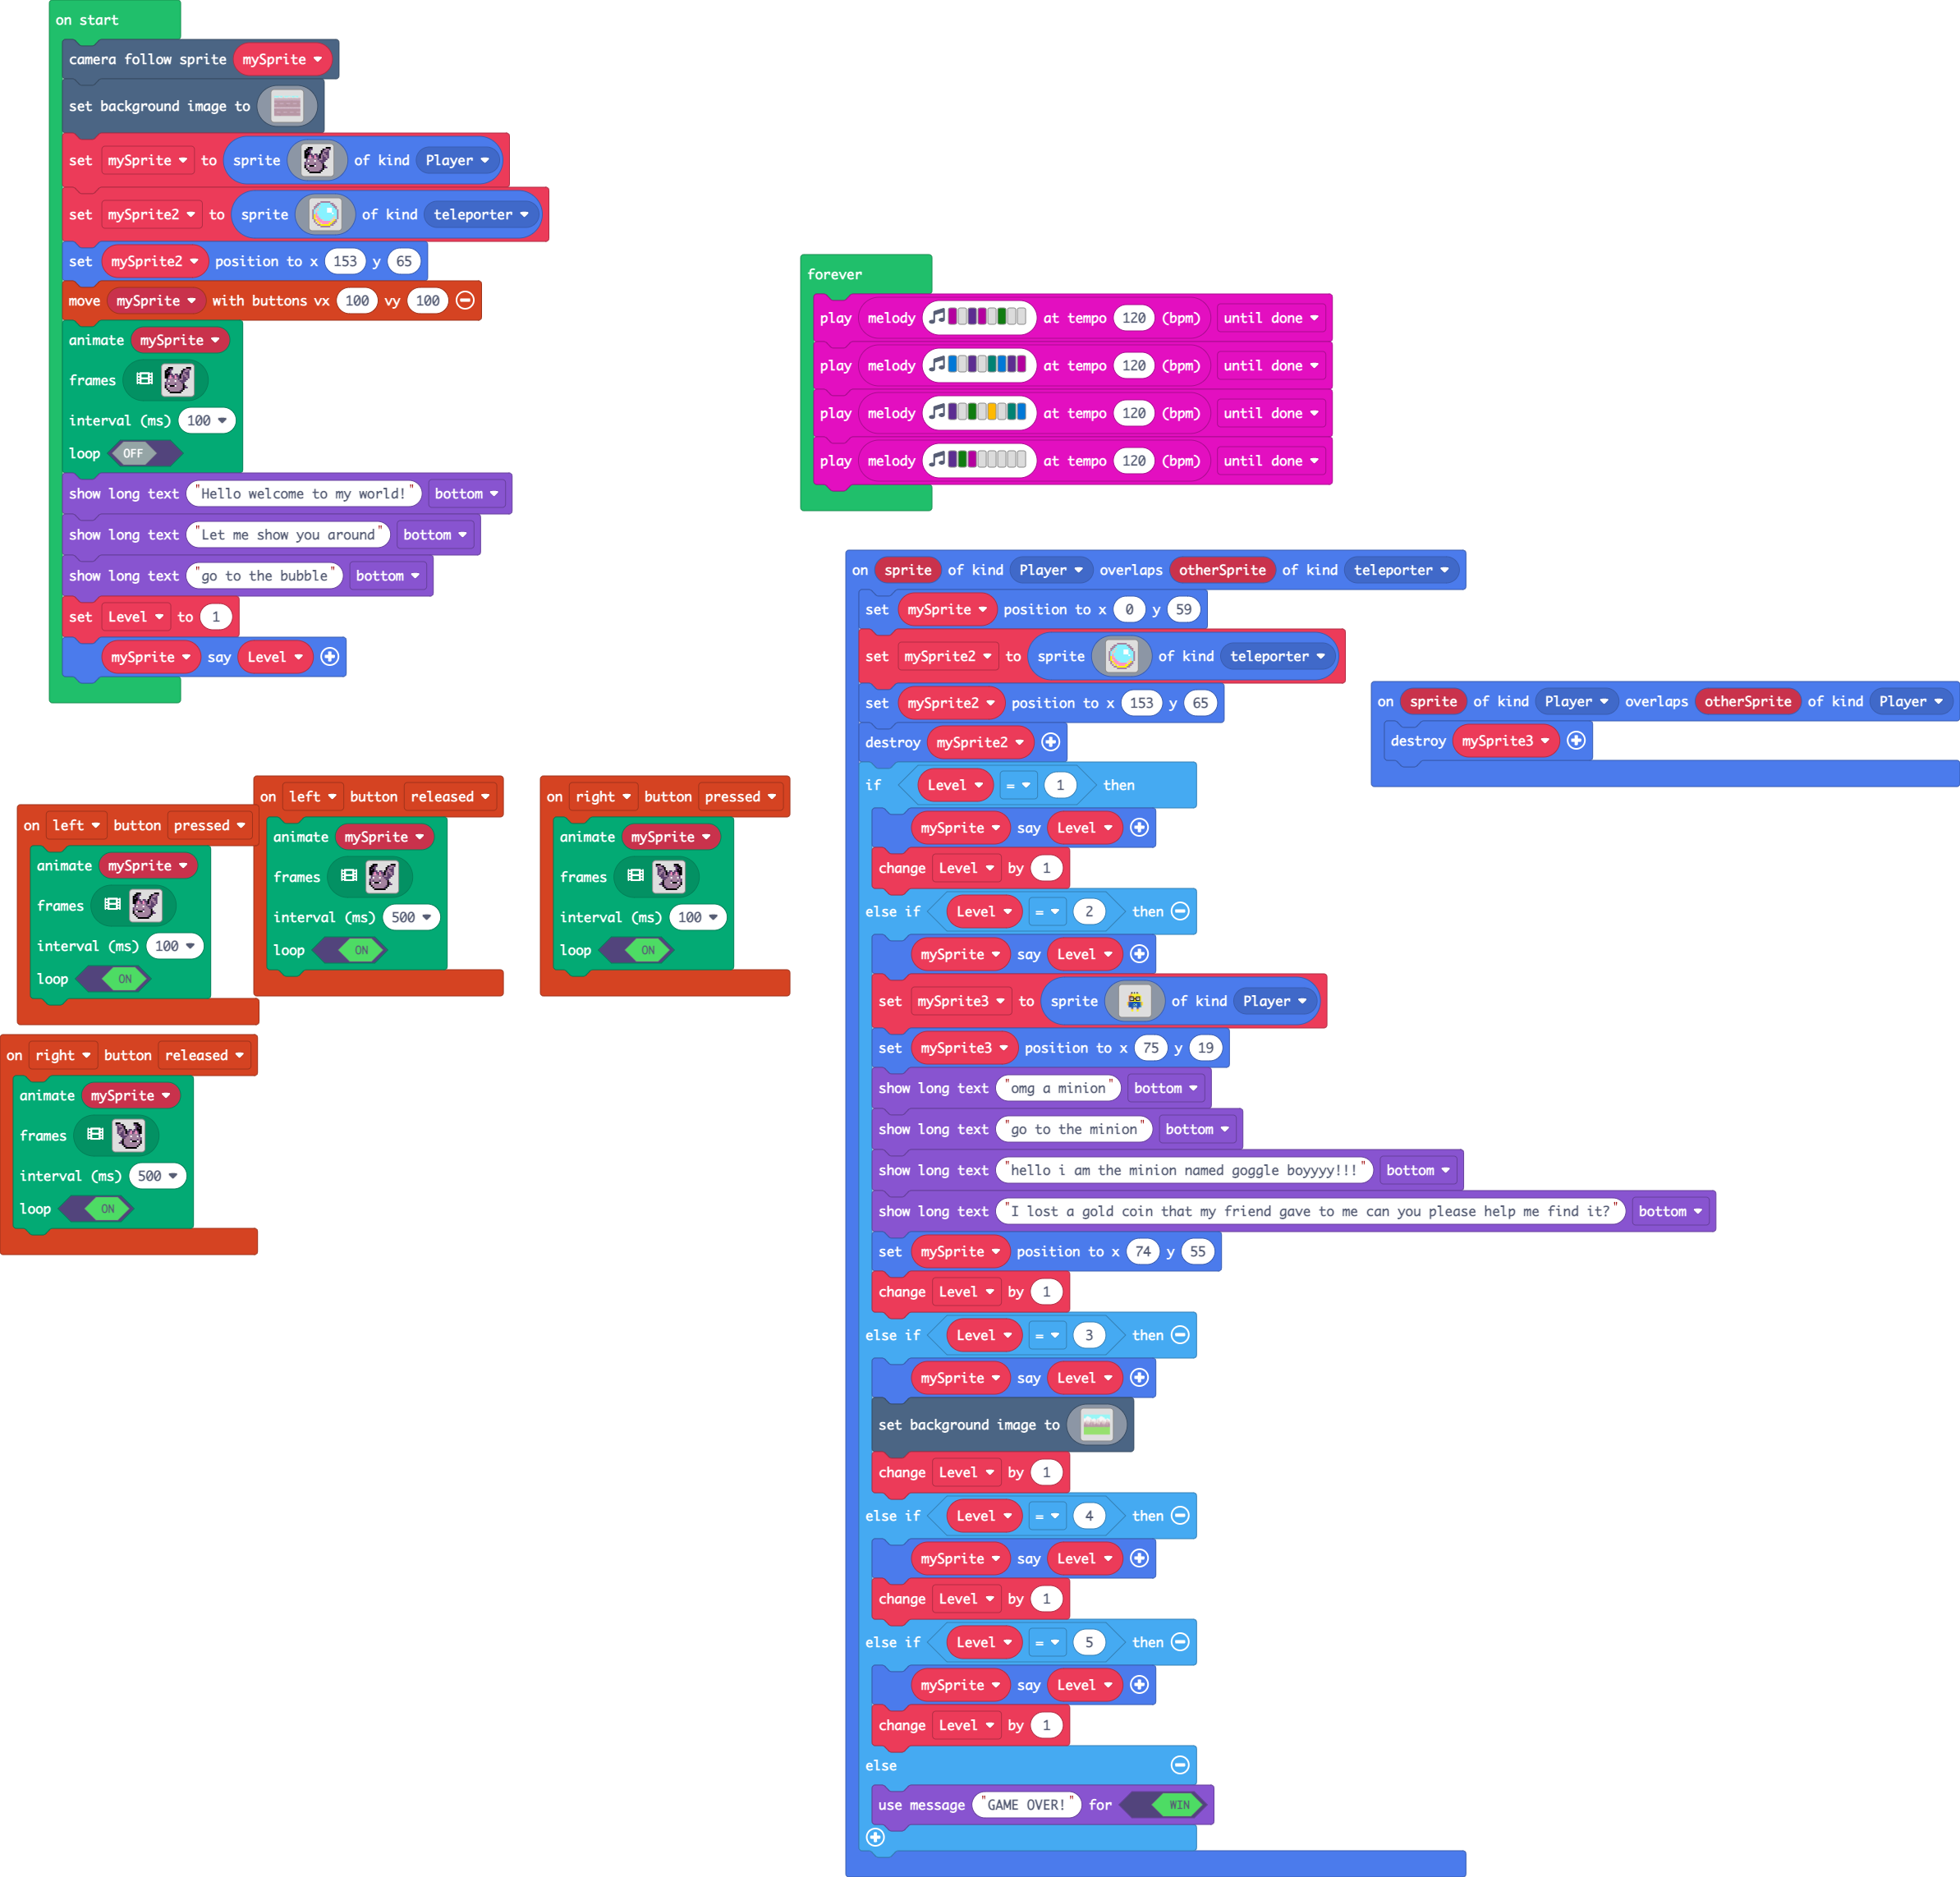 on start
camera follow sprite mySprite
set background image to
set mySprite to sprite of kind Player
set mySprite2 to sprite of kind teleporter
set mySprite2 position to x 153 y 65
move mySprite with buttons vx 100 vy 100
animate mySprite
frames
interval (ms) 100
loop OFF
show long text "Hello welcome to my world!" bottom
show long text "Let me show you around" bottom
show long text "go to the bubble" bottom
set Level to 1
mySprite say Level
forever
play melody at tempo 120 (bpm) until done
play melody at tempo 120 (bpm) until done
play melody at tempo 120 (bpm) until done
play melody at tempo 120 (bpm) until done
on left button pressed
animate mySprite
frames
interval (ms) 100
loop ON
on left button released
animate mySprite
frames
interval (ms) 500
loop ON
on right button pressed
animate mySprite
frames
interval (ms) 100
loop ON
on right button released
animate mySprite
frames
interval (ms) 500
loop ON
on sprite of kind Player overlaps otherSprite of kind teleporter
set mySprite position to x 0 y 59
set mySprite2 to sprite of kind teleporter
set mySprite2 position to x 153 y 65
destroy mySprite2
if Level = 1 then
mySprite say Level
change Level by 1
else if Level = 2 then
mySprite say Level
set mySprite3 to sprite of kind Player
set mySprite3 position to x 75 y 19
show long text "omg a minion" bottom
show long text "go to the minion" bottom
show long text "hello i am the minion named goggle boyyyy!!!" bottom
show long text "I lost a gold coin that my friend gave to me can you please help me find it?" bottom
set mySprite position to x 74 y 55
change Level by 1
else if Level = 3 then
mySprite say Level
set background image to
change Level by 1
else if Level = 4 then
mySprite say Level
change Level by 1
else if Level = 5 then
mySprite say Level
change Level by 1
else
use message "GAME OVER!" for WIN
on sprite of kind Player overlaps otherSprite of kind Player
destroy mySprite3